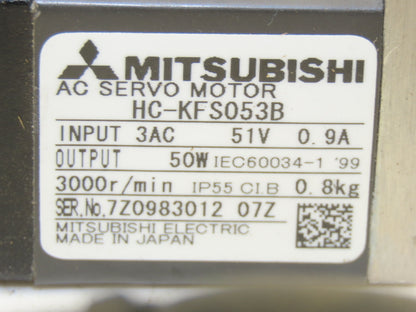 MITSUBISHI
AC SERVO MOTOR
HC-KFS053B
INPUT 3AC 51V 0.9A
OUTPUT 50W IEC60034-1 '99
3000r/min IP55 CI.B 0.8kg
SER.No.7Z0983012 07Z
MITSUBISHI ELECTRIC
MADE IN JAPAN